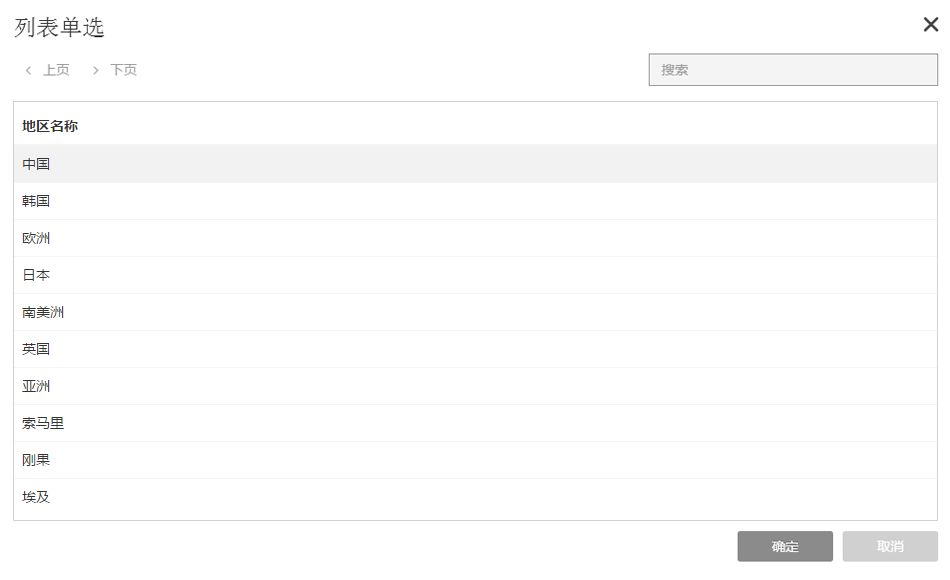 列表单选
上页 下页 搜索
地区名称
中国
韩国
欧洲
日本
南美洲
英国
亚洲
索马里
刚果
埃及
确定 取消